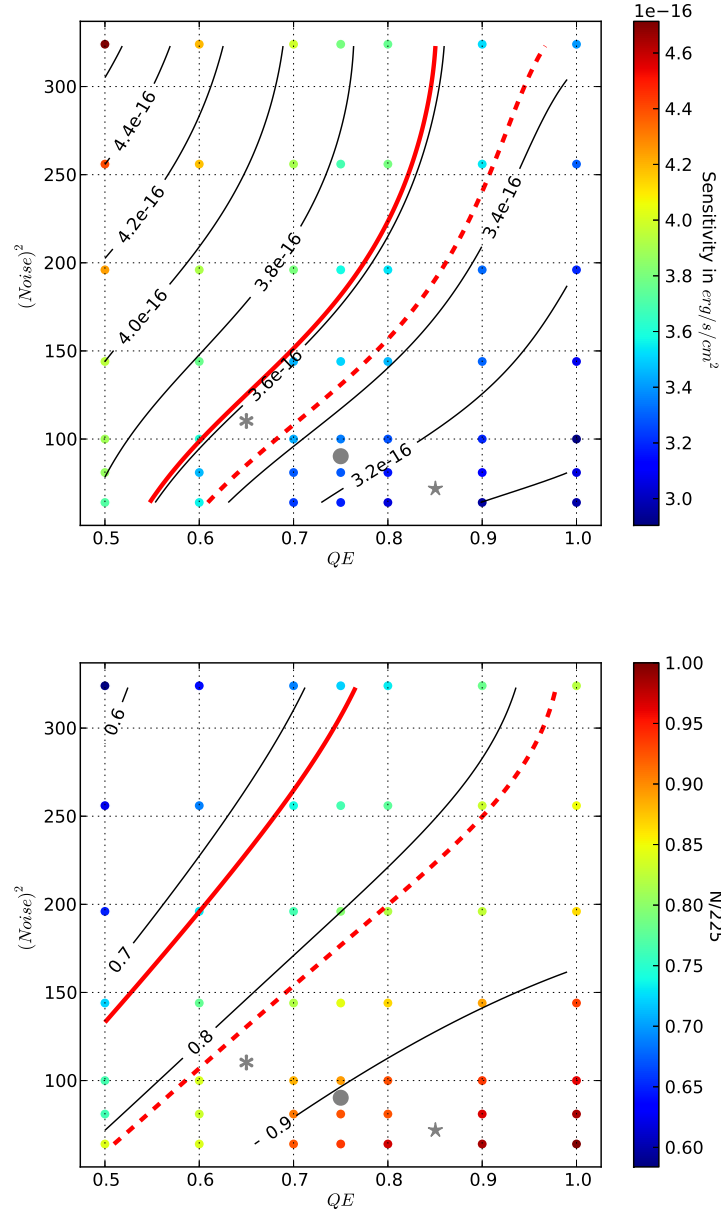 1e−16
300
250
200
150
100
(Noise)²
4.4e-16
4.2e-16
4.0e-16
3.8e-16
3.6e-16
3.4e-16
3.2e-16
0.5 0.6 0.7 0.8 0.9 1.0
QE
4.6
4.4
4.2
4.0
3.8
3.6
3.4
3.2
3.0
Sensitivity in erg/s/cm²
300
250
200
150
100
(Noise)²
0.6
0.7
0.8
0.9
0.5 0.6 0.7 0.8 0.9 1.0
QE
1.00
0.95
0.90
0.85
0.80
0.75
0.70
0.65
0.60
N/225